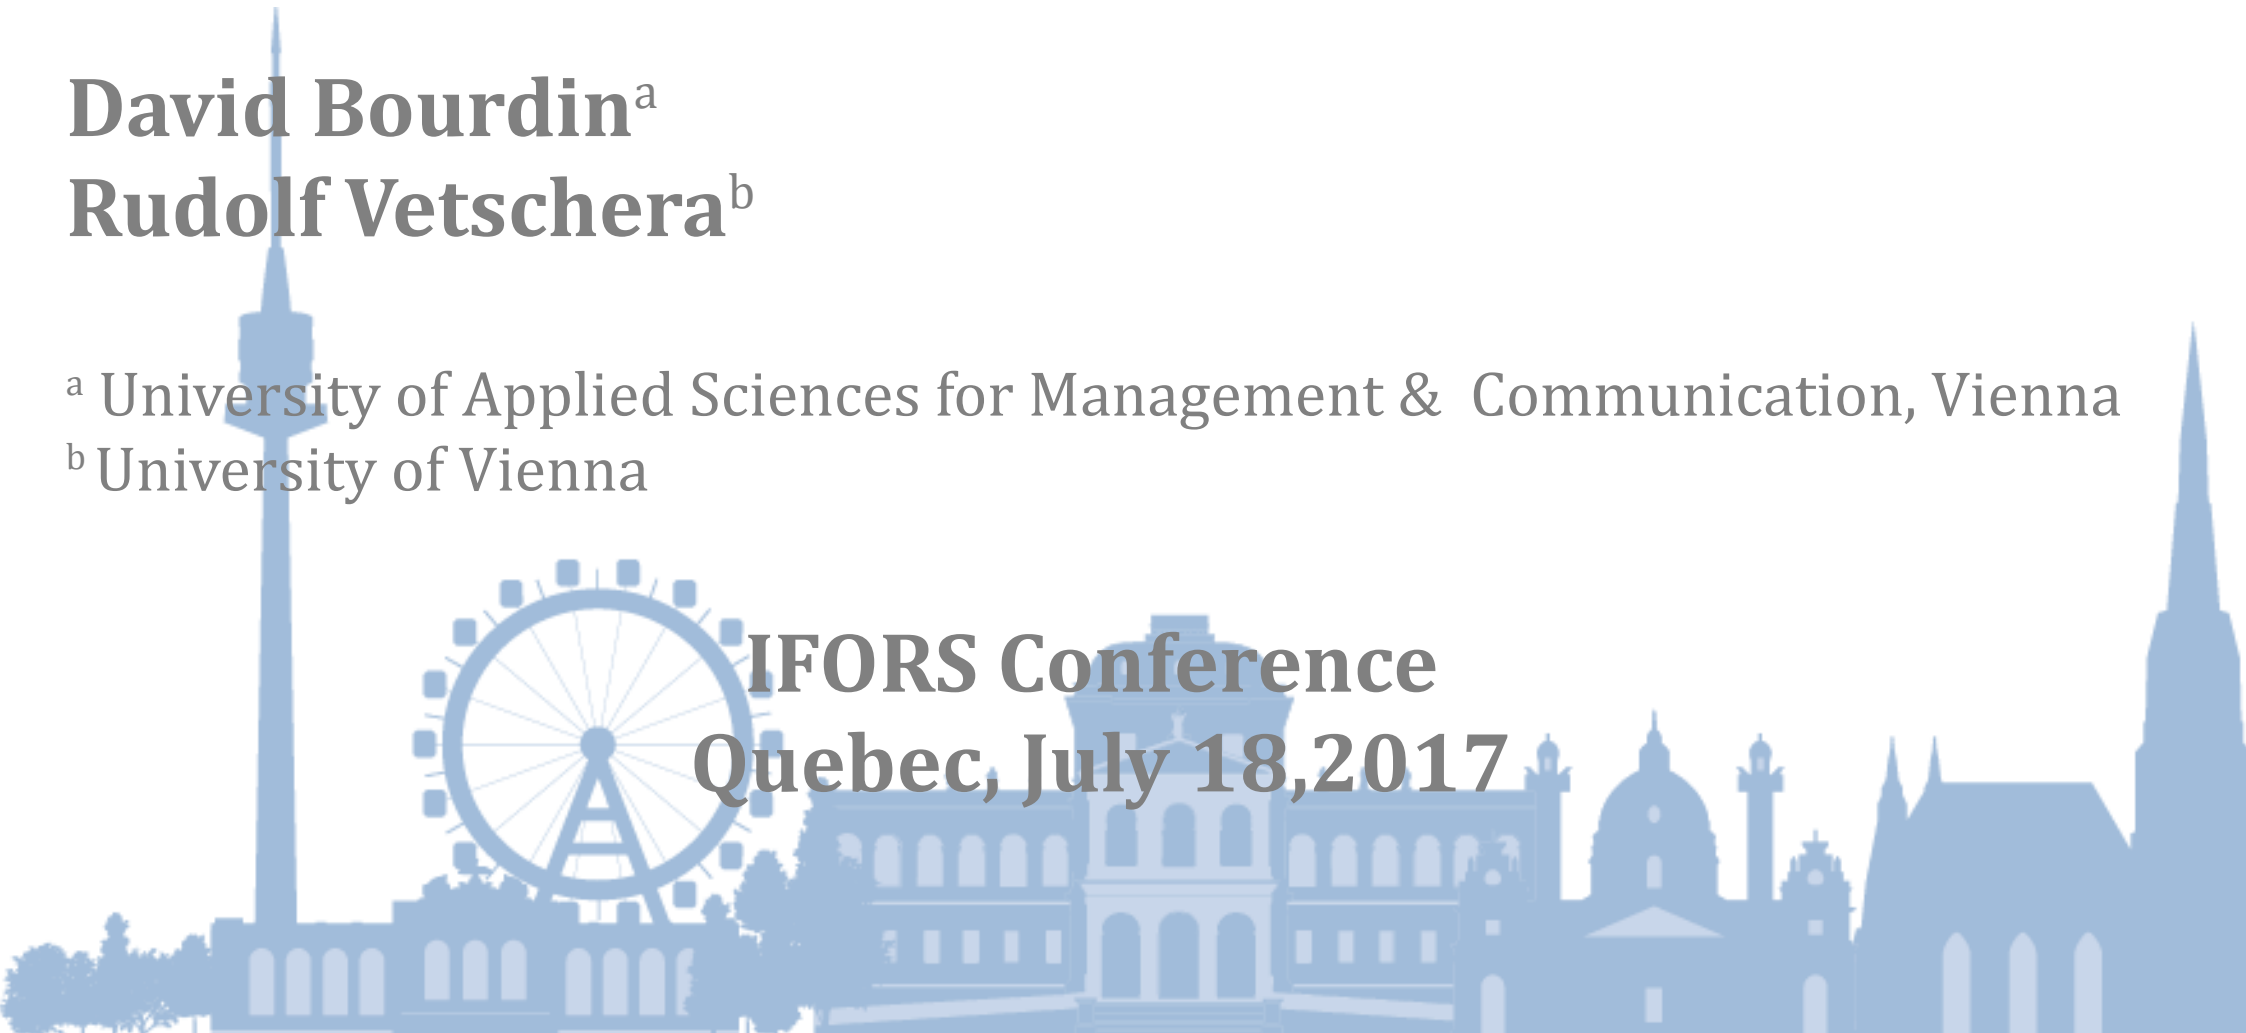 David Bourdinᵃ
Rudolf Vetscheraᵇ
ᵃ University of Applied Sciences for Management & Communication, Vienna
ᵇ University of Vienna
IFORS Conference
Quebec, July 18,2017